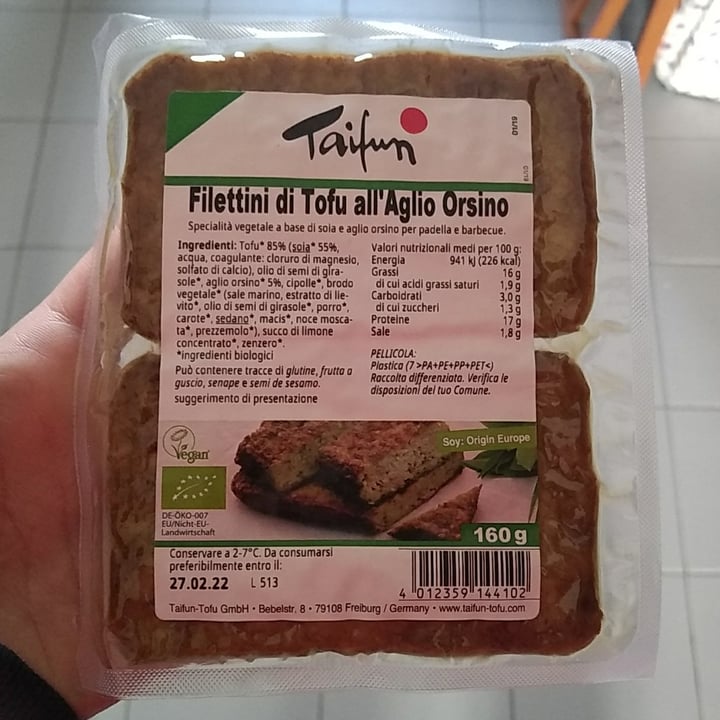 Taifun
01/19
Filettini di Tofu all'Aglio Orsino
Specialità vegetale a base di soia e aglio orsino per padella e barbecue.
Ingredienti: Tofu* 85% (soia* 55%,
acqua, coagulante: cloruro di magnesio,
solfato di calcio), olio di semi di gira-
sole*, aglio orsino* 5%, cipolle*, brodo
vegetale* (sale marino, estratto di lie-
vito*, olio di semi di girasole*, porro*,
carote*, sedano*, macis*, noce mosca-
ta*, prezzemolo*), succo di limone
concentrato*, zenzero*.
*ingredienti biologici
Può contenere tracce di glutine, frutta a
guscio, senape e semi di sesamo.
suggerimento di presentazione
Valori nutrizionali medi per 100 g:
Energia 941 kJ (226 kcal)
Grassi 16 g
di cui acidi grassi saturi 1,9 g
Carboidrati 3,0 g
di cui zuccheri 1,3 g
Proteine 17 g
Sale 1,8 g
PELLICOLA:
Plastica (7 >PA+PE+PP+PET<)
Raccolta differenziata. Verifica le
disposizioni del tuo Comune.
Vegan
Soy: Origin Europe
DE-ÖKO-007
EU/Nicht-EU-
Landwirtschaft
160 g
Conservare a 2-7°C. Da consumarsi
preferibilmente entro il:
27.02.22 L 513
4 012359 144102
Taifun-Tofu GmbH • Bebelstr. 8 • 79108 Freiburg / Germany • www.taifun-tofu.com